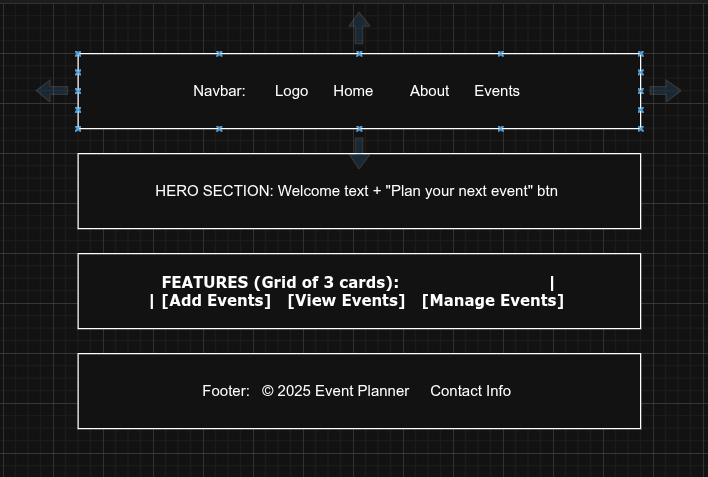 Navbar: Logo Home About Events
HERO SECTION: Welcome text + "Plan your next event" btn
FEATURES (Grid of 3 cards): |
| [Add Events] [View Events] [Manage Events]
Footer: © 2025 Event Planner Contact Info